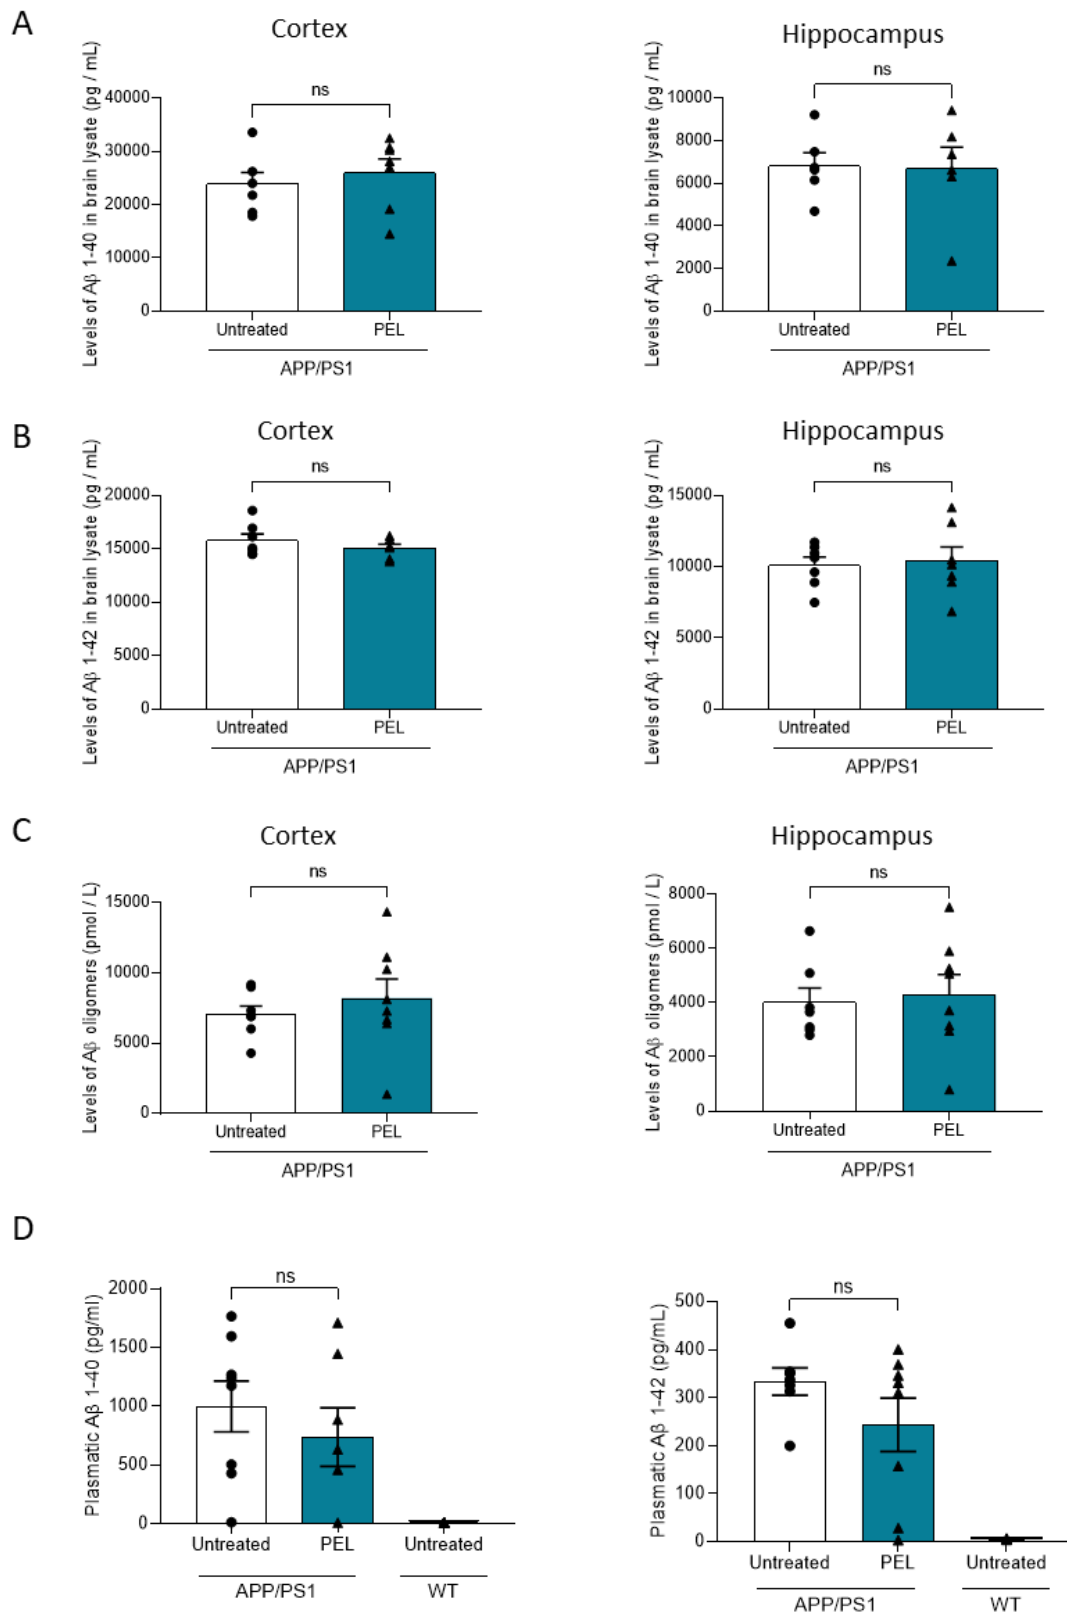 A
Cortex
Hippocampus
Levels of Aβ 1-40 in brain lysate (pg / mL)
40000
30000
20000
10000
0
ns
Untreated
PEL
APP/PS1
Levels of Aβ 1-40 in brain lysate (pg / mL)
10000
8000
6000
4000
2000
0
ns
Untreated
PEL
APP/PS1
B
Cortex
Hippocampus
Levels of Aβ 1-42 in brain lysate (pg / mL)
20000
15000
10000
5000
0
ns
Untreated
PEL
APP/PS1
Levels of Aβ 1-42 in brain lysate (pg / mL)
15000
10000
5000
0
ns
Untreated
PEL
APP/PS1
C
Cortex
Hippocampus
Levels of Aβ oligomers (pmol / L)
15000
10000
5000
0
ns
Untreated
PEL
APP/PS1
Levels of Aβ oligomers (pmol / L)
8000
6000
4000
2000
0
ns
Untreated
PEL
APP/PS1
D
Plasmatic Aβ 1-40 (pg/ml)
2000
1500
1000
500
0
ns
Untreated
PEL
Untreated
APP/PS1
WT
Plasmatic Aβ 1-42 (pg/mL)
500
400
300
200
100
0
ns
Untreated
PEL
Untreated
APP/PS1
WT